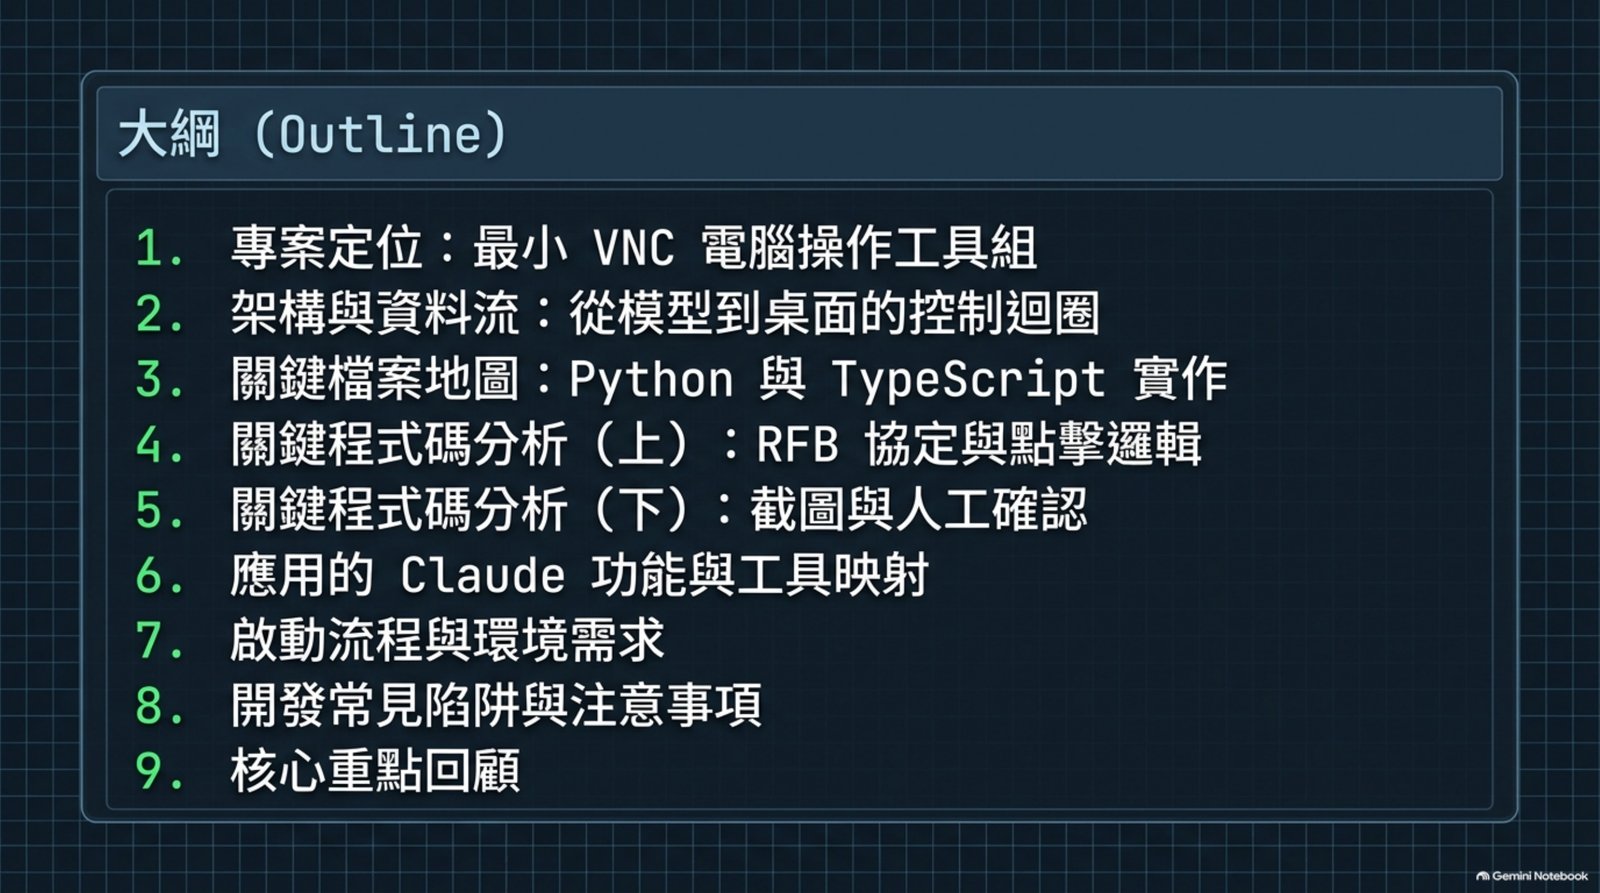 大綱 (Outline)
1. 專案定位：最小 VNC 電腦操作工具組
2. 架構與資料流：從模型到桌面的控制迴圈
3. 關鍵檔案地圖：Python 與 TypeScript 實作
4. 關鍵程式碼分析（上）：RFB 協定與點擊邏輯
5. 關鍵程式碼分析（下）：截圖與人工確認
6. 應用的 Claude 功能與工具映射
7. 啟動流程與環境需求
8. 開發常見陷阱與注意事項
9. 核心重點回顧
Gemini Notebook